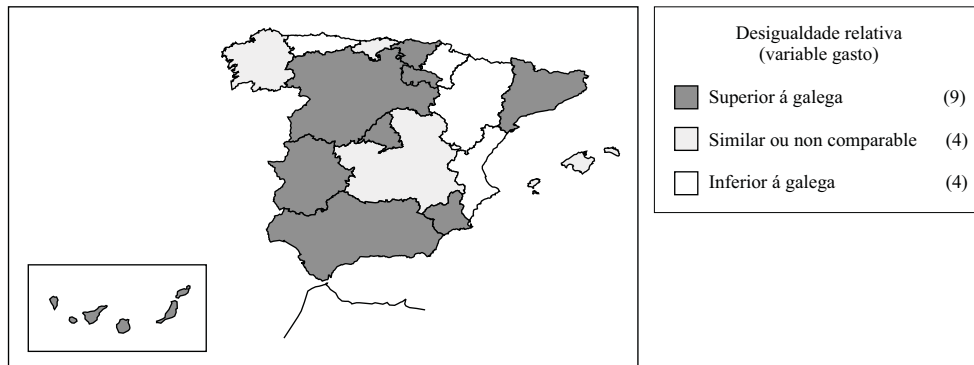 Desigualdade relativa
(variable gasto)
Superior á galega (9)
Similar ou non comparable (4)
Inferior á galega (4)